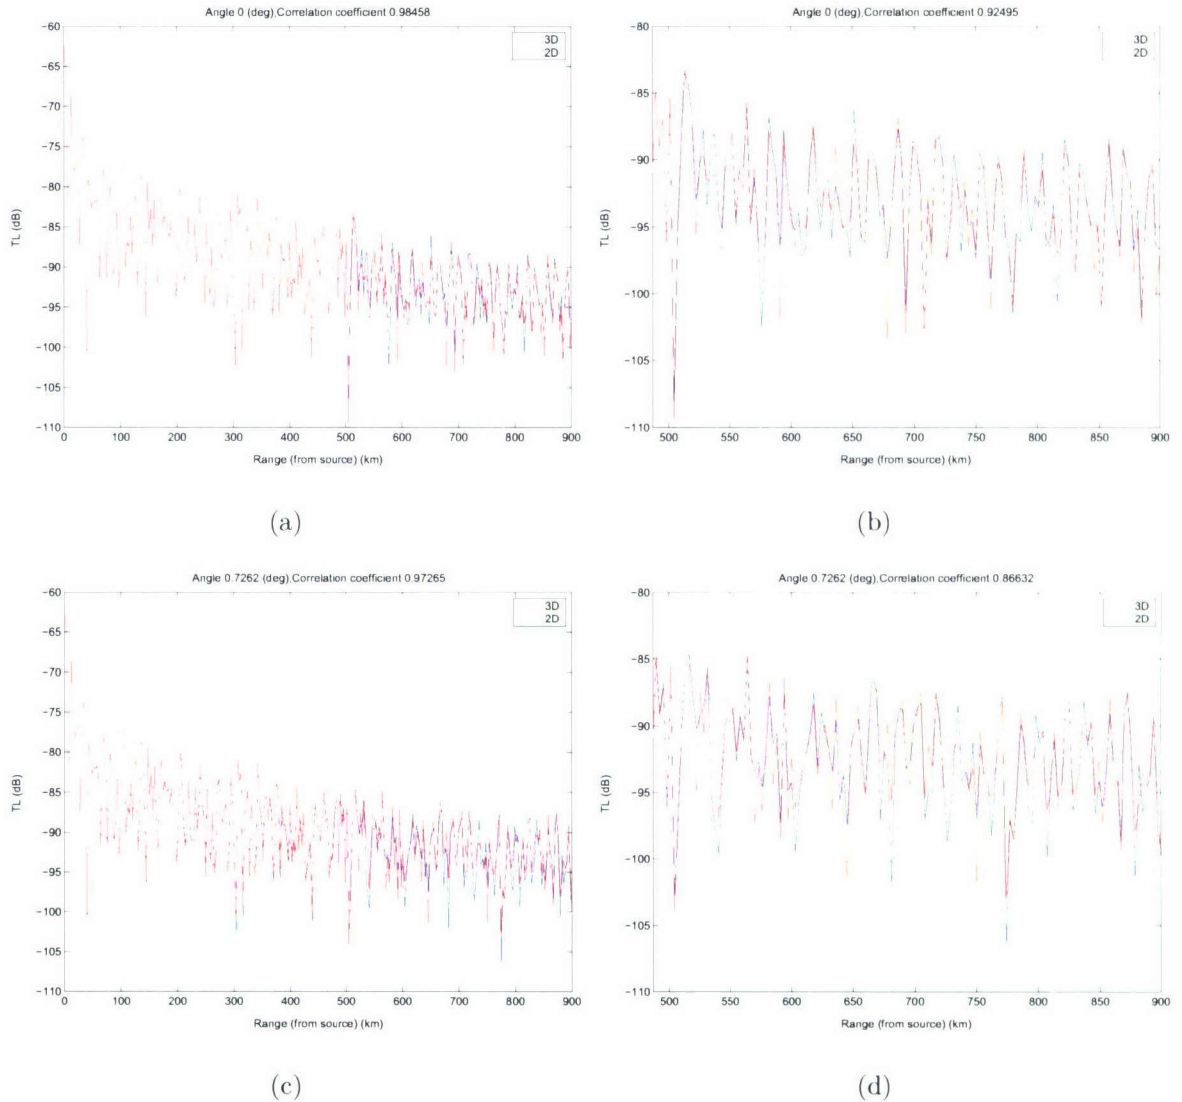 Angle 0 (deg),Correlation coefficient 0.98458
3D
2D
−60
−65
−70
−75
−80
−85
−90
−95
−100
−105
−110
TL (dB)
0 100 200 300 400 500 600 700 800 900
Range (from source) (km)
(a)
Angle 0 (deg),Correlation coefficient 0.92495
3D
2D
−80
−85
−90
−95
−100
−105
−110
TL (dB)
500 550 600 650 700 750 800 850 900
Range (from source) (km)
(b)
Angle 0.7262 (deg),Correlation coefficient 0.97265
3D
2D
−60
−65
−70
−75
−80
−85
−90
−95
−100
−105
−110
TL (dB)
0 100 200 300 400 500 600 700 800 900
Range (from source) (km)
(c)
Angle 0.7262 (deg),Correlation coefficient 0.86632
3D
2D
−80
−85
−90
−95
−100
−105
−110
TL (dB)
500 550 600 650 700 750 800 850 900
Range (from source) (km)
(d)